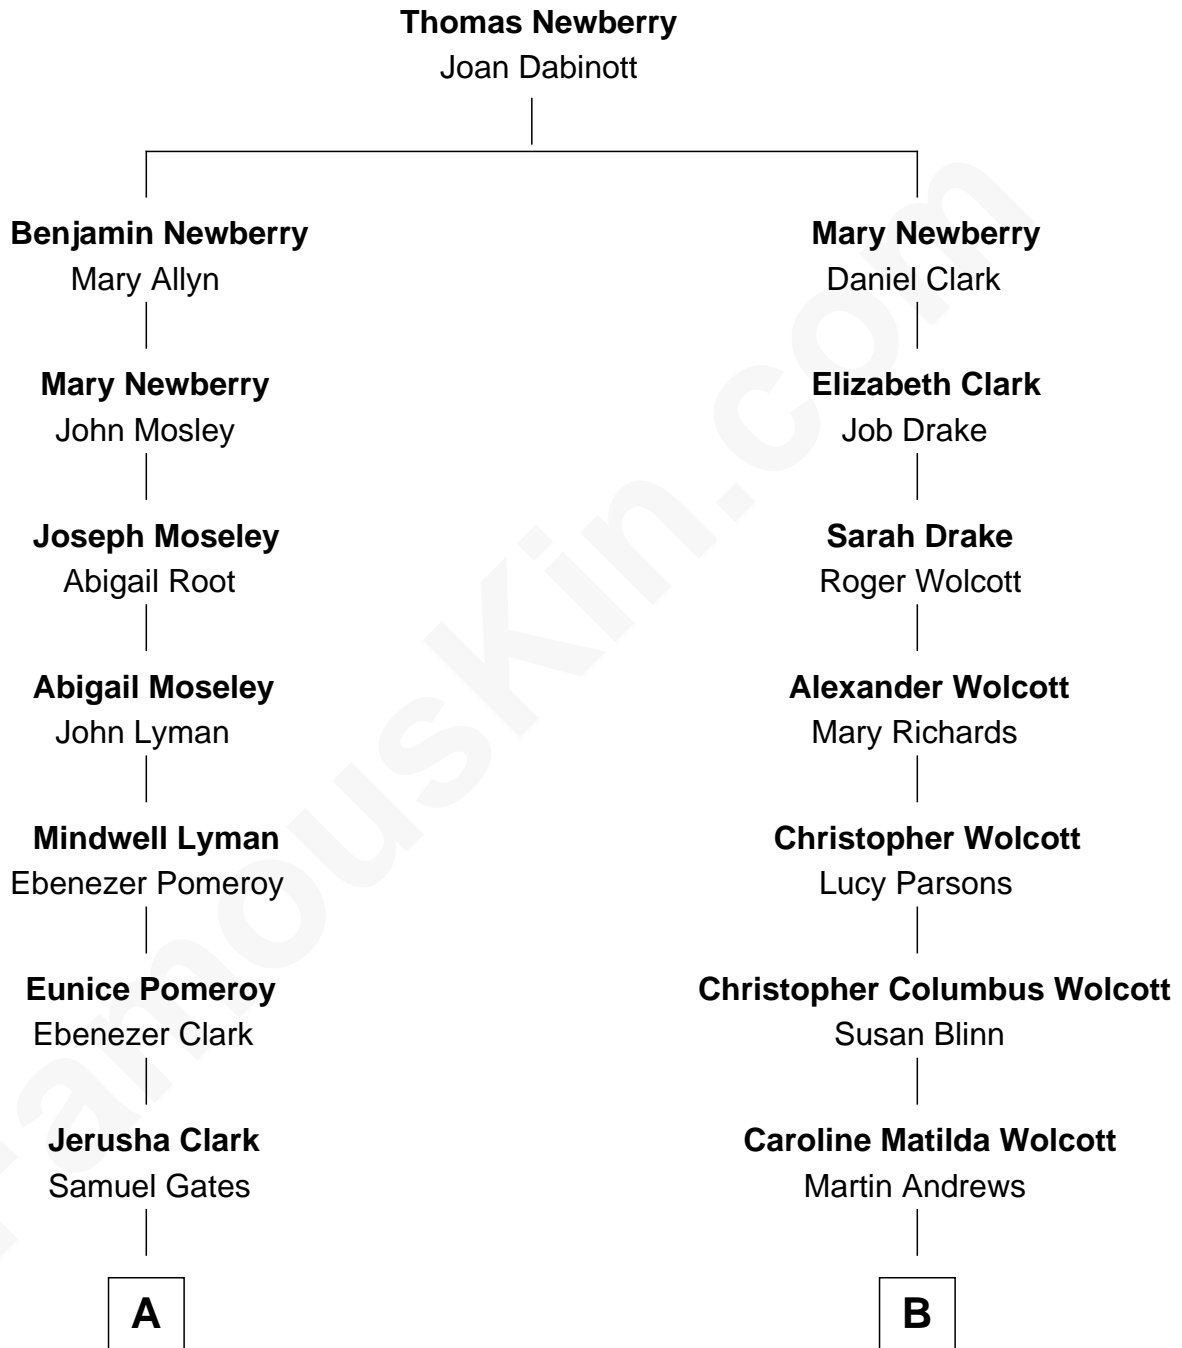 Thomas Newberry
Joan Dabinott
Benjamin Newberry
Mary Allyn
Mary Newberry
Daniel Clark
Mary Newberry
John Mosley
Elizabeth Clark
Job Drake
Joseph Moseley
Abigail Root
Sarah Drake
Roger Wolcott
Abigail Moseley
John Lyman
Alexander Wolcott
Mary Richards
Mindwell Lyman
Ebenezer Pomeroy
Christopher Wolcott
Lucy Parsons
Eunice Pomeroy
Ebenezer Clark
Christopher Columbus Wolcott
Susan Blinn
Jerusha Clark
Samuel Gates
Caroline Matilda Wolcott
Martin Andrews
A
B
FamousKin.com